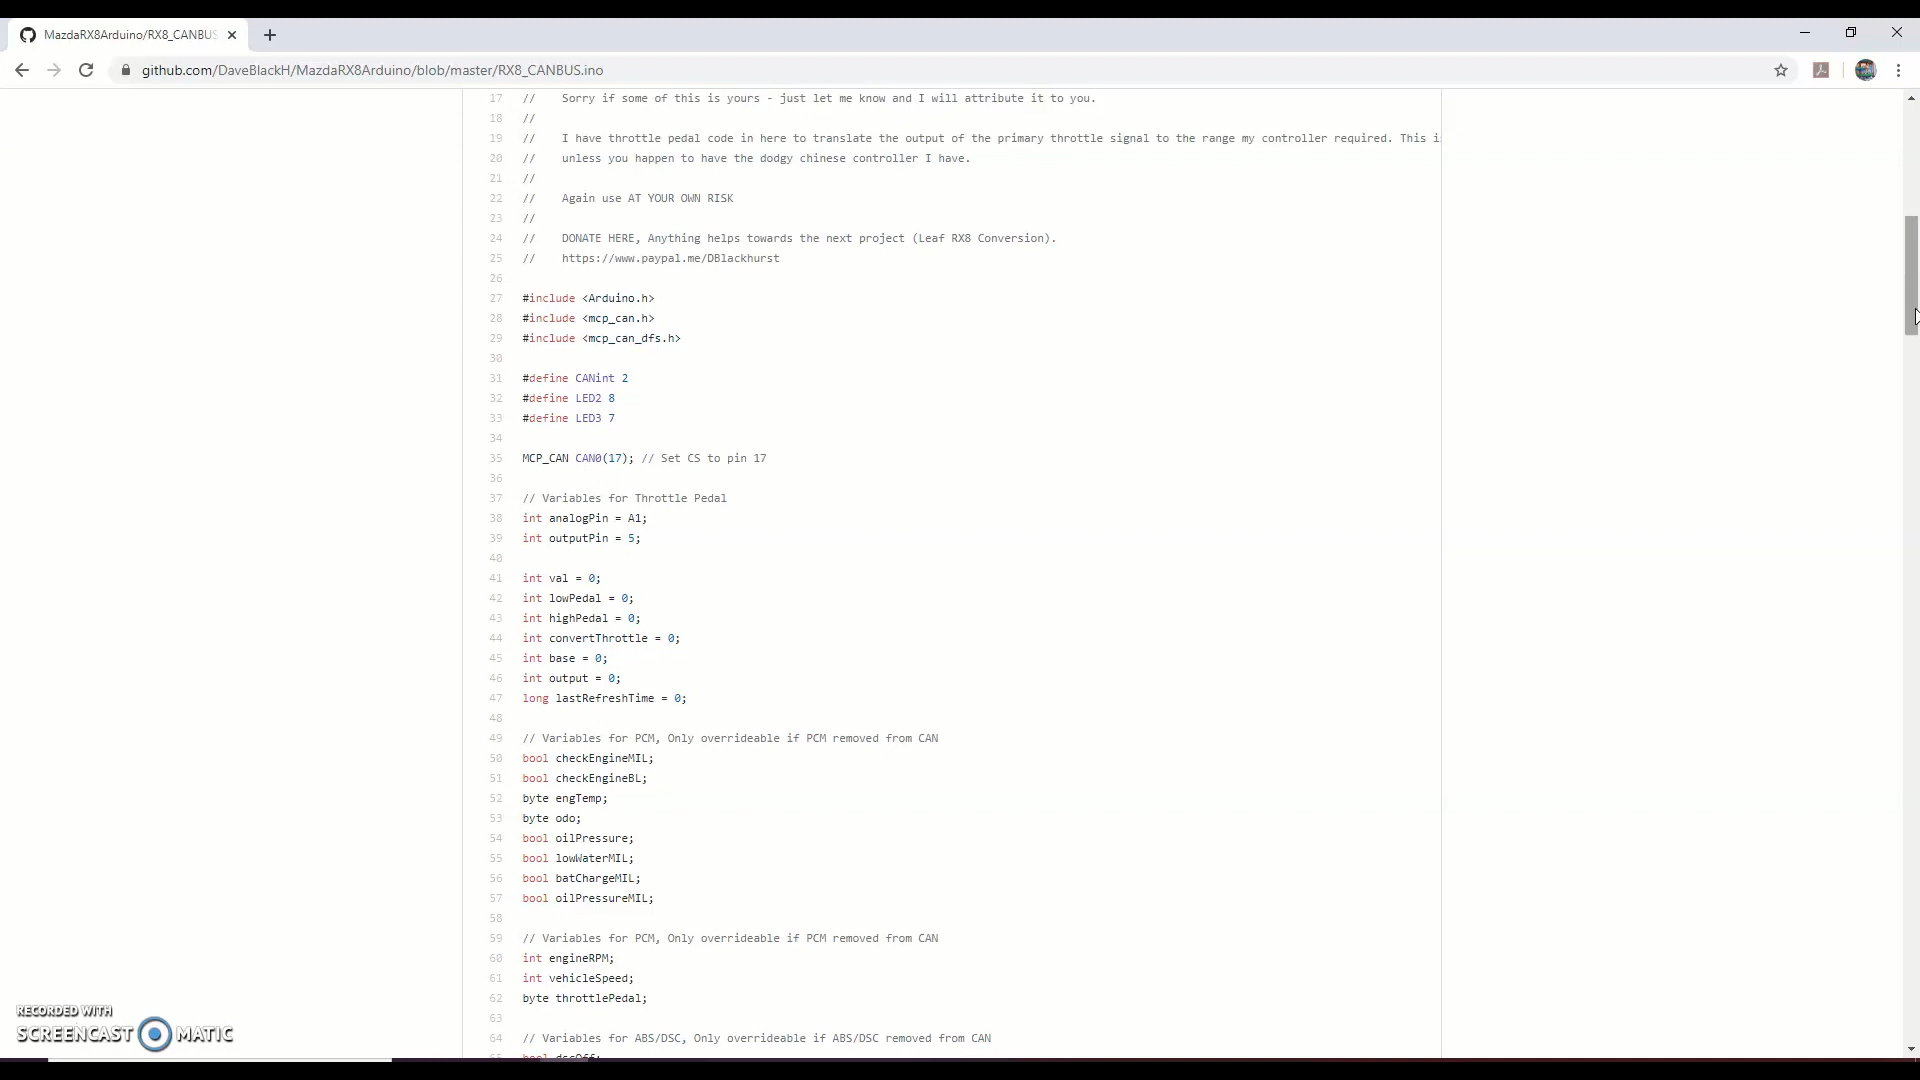 MazdaRX8Arduino/RX8_CANBUS
github.com/DaveBlackH/MazdaRX8Arduino/blob/master/RX8_CANBUS.ino
17 // Sorry if some of this is yours - just let me know and I will attribute it to you.
18 //
19 // I have throttle pedal code in here to translate the output of the primary throttle signal to the range my controller required. This i
20 // unless you happen to have the dodgy chinese controller I have.
21 //
22 // Again use AT YOUR OWN RISK
23 //
24 // DONATE HERE, Anything helps towards the next project (Leaf RX8 Conversion).
25 // https://www.paypal.me/DBlackhurst
26
27 #include <Arduino.h>
28 #include <mcp_can.h>
29 #include <mcp_can_dfs.h>
30
31 #define CANint 2
32 #define LED2 8
33 #define LED3 7
34
35 MCP_CAN CAN0(17); // Set CS to pin 17
36
37 // Variables for Throttle Pedal
38 int analogPin = A1;
39 int outputPin = 5;
40
41 int val = 0;
42 int lowPedal = 0;
43 int highPedal = 0;
44 int convertThrottle = 0;
45 int base = 0;
46 int output = 0;
47 long lastRefreshTime = 0;
48
49 // Variables for PCM, Only overrideable if PCM removed from CAN
50 bool checkEngineMIL;
51 bool checkEngineBL;
52 byte engTemp;
53 byte odo;
54 bool oilPressure;
55 bool lowWaterMIL;
56 bool batChargeMIL;
57 bool oilPressureMIL;
58
59 // Variables for PCM, Only overrideable if PCM removed from CAN
60 int engineRPM;
61 int vehicleSpeed;
62 byte throttlePedal;
63
64 // Variables for ABS/DSC, Only overrideable if ABS/DSC removed from CAN
65 bool dscOff;
RECORDED WITH
SCREENCAST MATIC